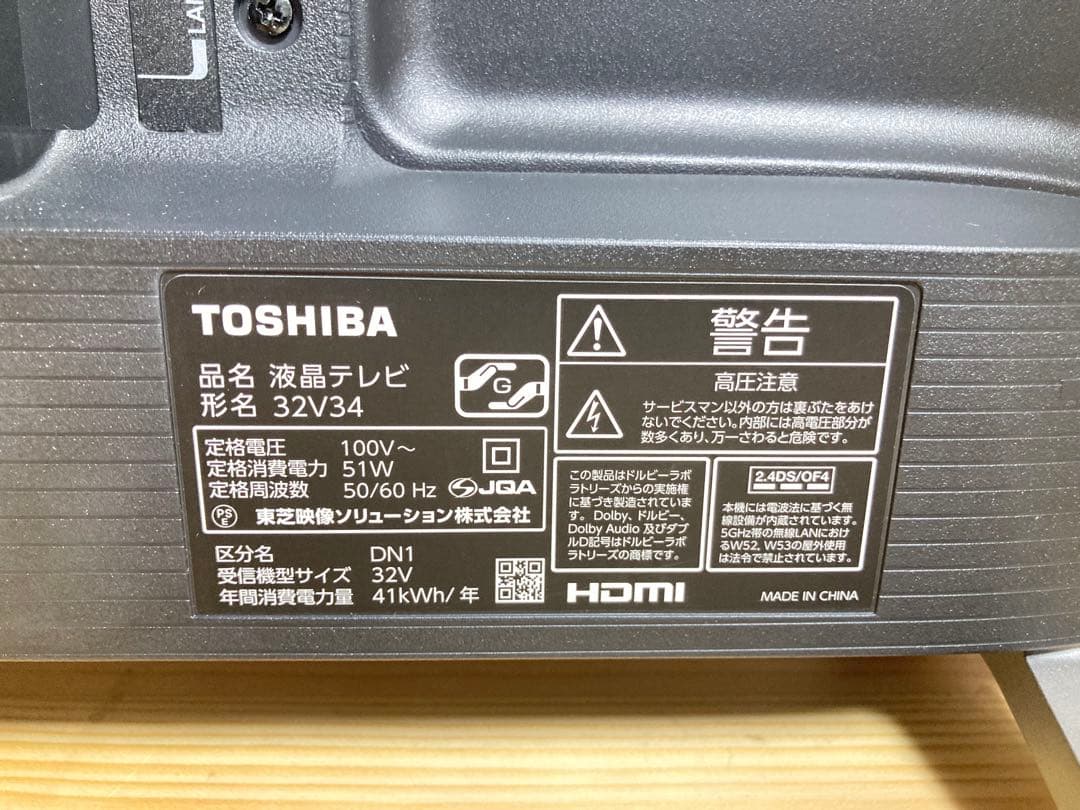 LAN
TOSHIBA
品名 液晶テレビ
形名 32V34
G
定格電圧 100V～
定格消費電力 51W
定格周波数 50/60 Hz
JQA
PS
E
東芝映像ソリューション株式会社
区分名 DN1
受信機型サイズ 32V
年間消費電力量 41kWh/年
警告
高圧注意
サービスマン以外の方は裏ぶたをあけ
ないでください。内部には高電圧部分が
数多くあり、万一さわると危険です。
この製品はドルビーラボ
ラトリーズからの実施権
に基づき製造されていま
す。Dolby、ドルビー、
Dolby Audio 及びダブ
ルD記号はドルビーラボ
ラトリーズの商標です。
2.4DS/OF4
本機には電波法に基づく無
線設備が内蔵されています。
5GHz帯の無線LANにおけ
るW52、W53の屋外使用
は法令で禁止されています。
HDMI
MADE IN CHINA